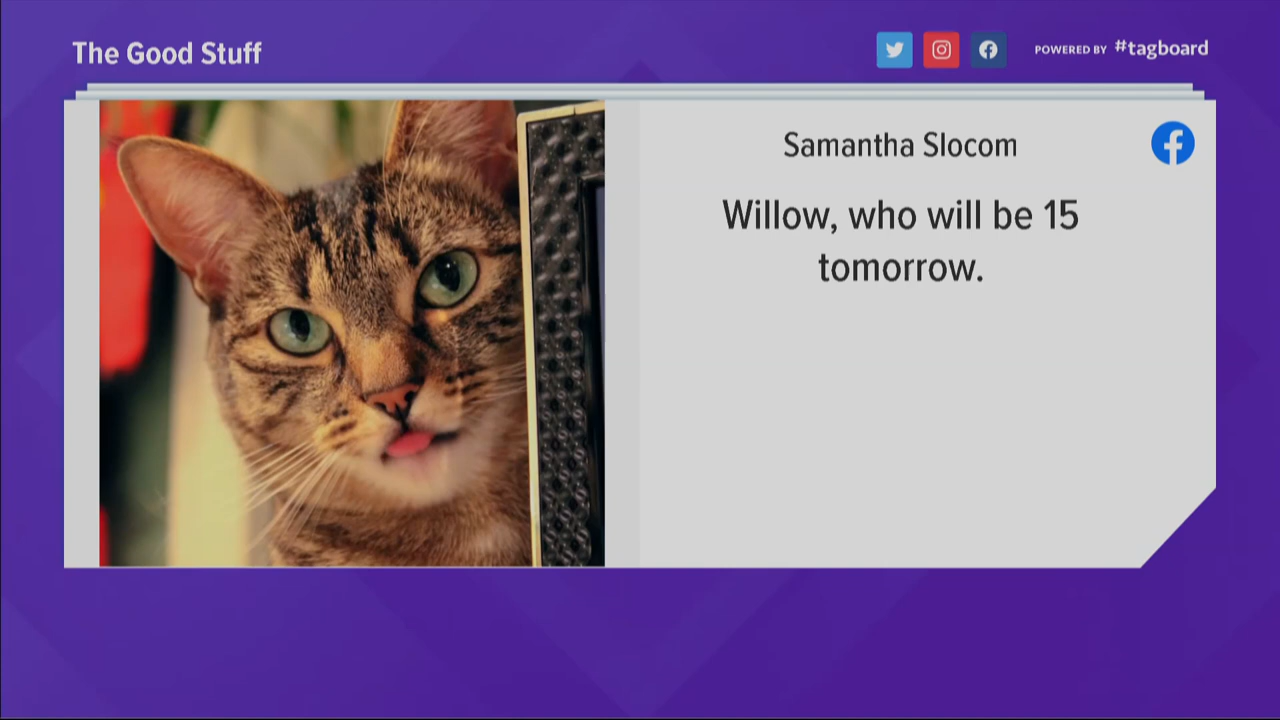 The Good Stuff
POWERED BY #tagboard
Samantha Slocom
Willow, who will be 15
tomorrow.